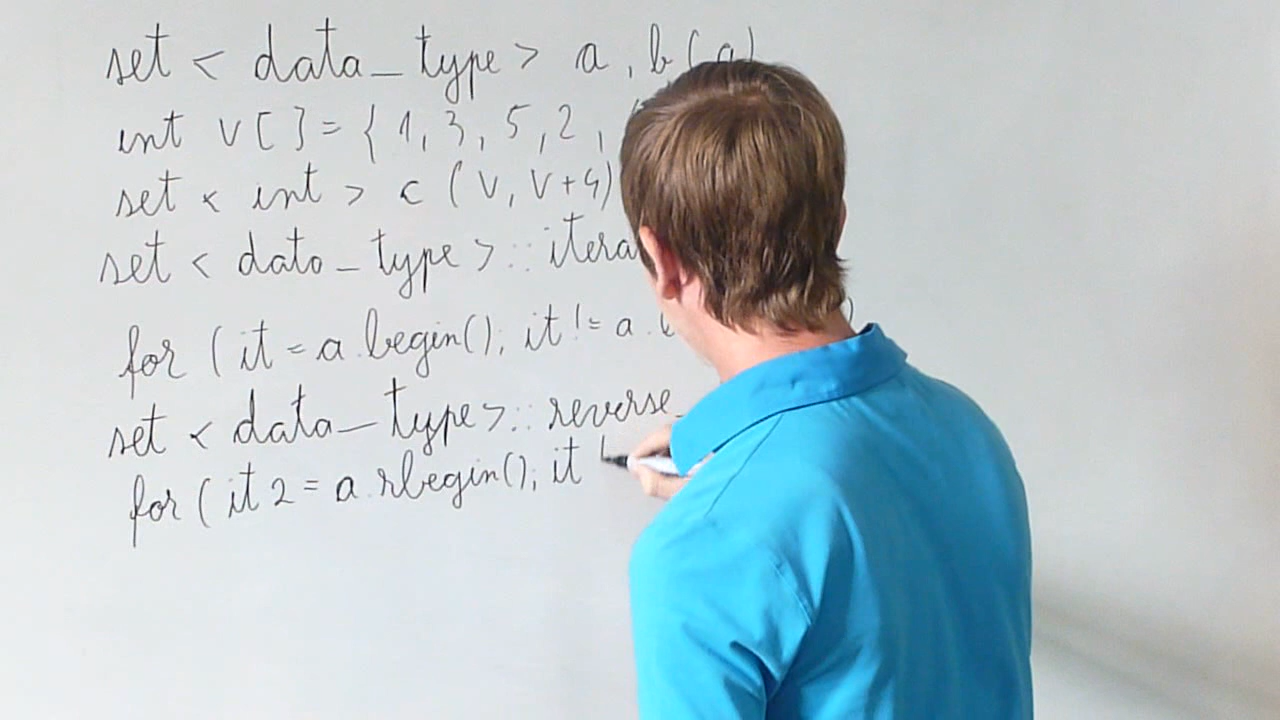 set < data_type > a, b(a)
int v[]={1, 3, 5, 2,
set < int > c (v, v+4)
set < data_type >::itera
for (it = a.begin(); it != a.
set < data_type >::reverse_
for (it2 = a.rbegin(); it